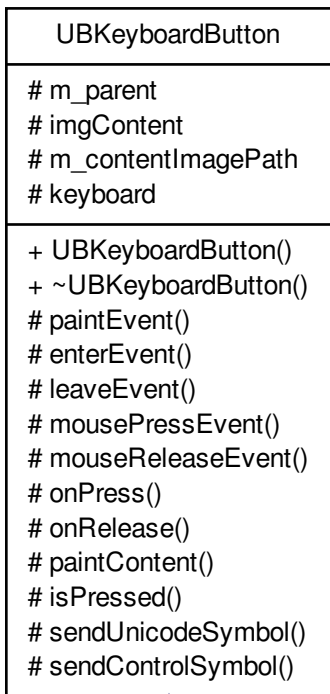 UBKeyboardButton
# m_parent
# imgContent
# m_contentImagePath
# keyboard
+ UBKeyboardButton()
+ ~UBKeyboardButton()
# paintEvent()
# enterEvent()
# leaveEvent()
# mousePressEvent()
# mouseReleaseEvent()
# onPress()
# onRelease()
# paintContent()
# isPressed()
# sendUnicodeSymbol()
# sendControlSymbol()